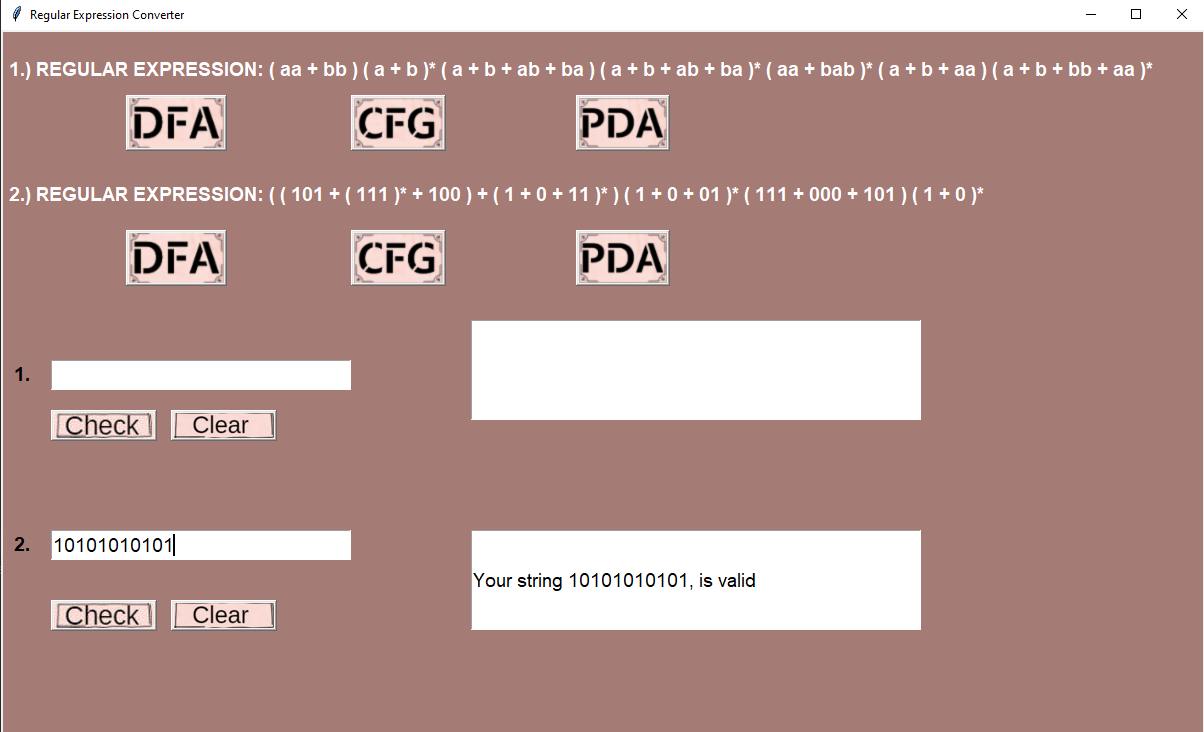 Regular Expression Converter
1.) REGULAR EXPRESSION: ( aa + bb ) ( a + b )* ( a + b + ab + ba ) ( a + b + ab + ba )* ( aa + bab )* ( a + b + aa ) ( a + b + bb + aa )*
DFA CFG PDA
2.) REGULAR EXPRESSION: ( ( 101 + ( 111 )* + 100 ) + ( 1 + 0 + 11 )* ) ( 1 + 0 + 01 )* ( 111 + 000 + 101 ) ( 1 + 0 )*
DFA CFG PDA
1.
Check Clear
2. 10101010101
Your string 10101010101, is valid
Check Clear